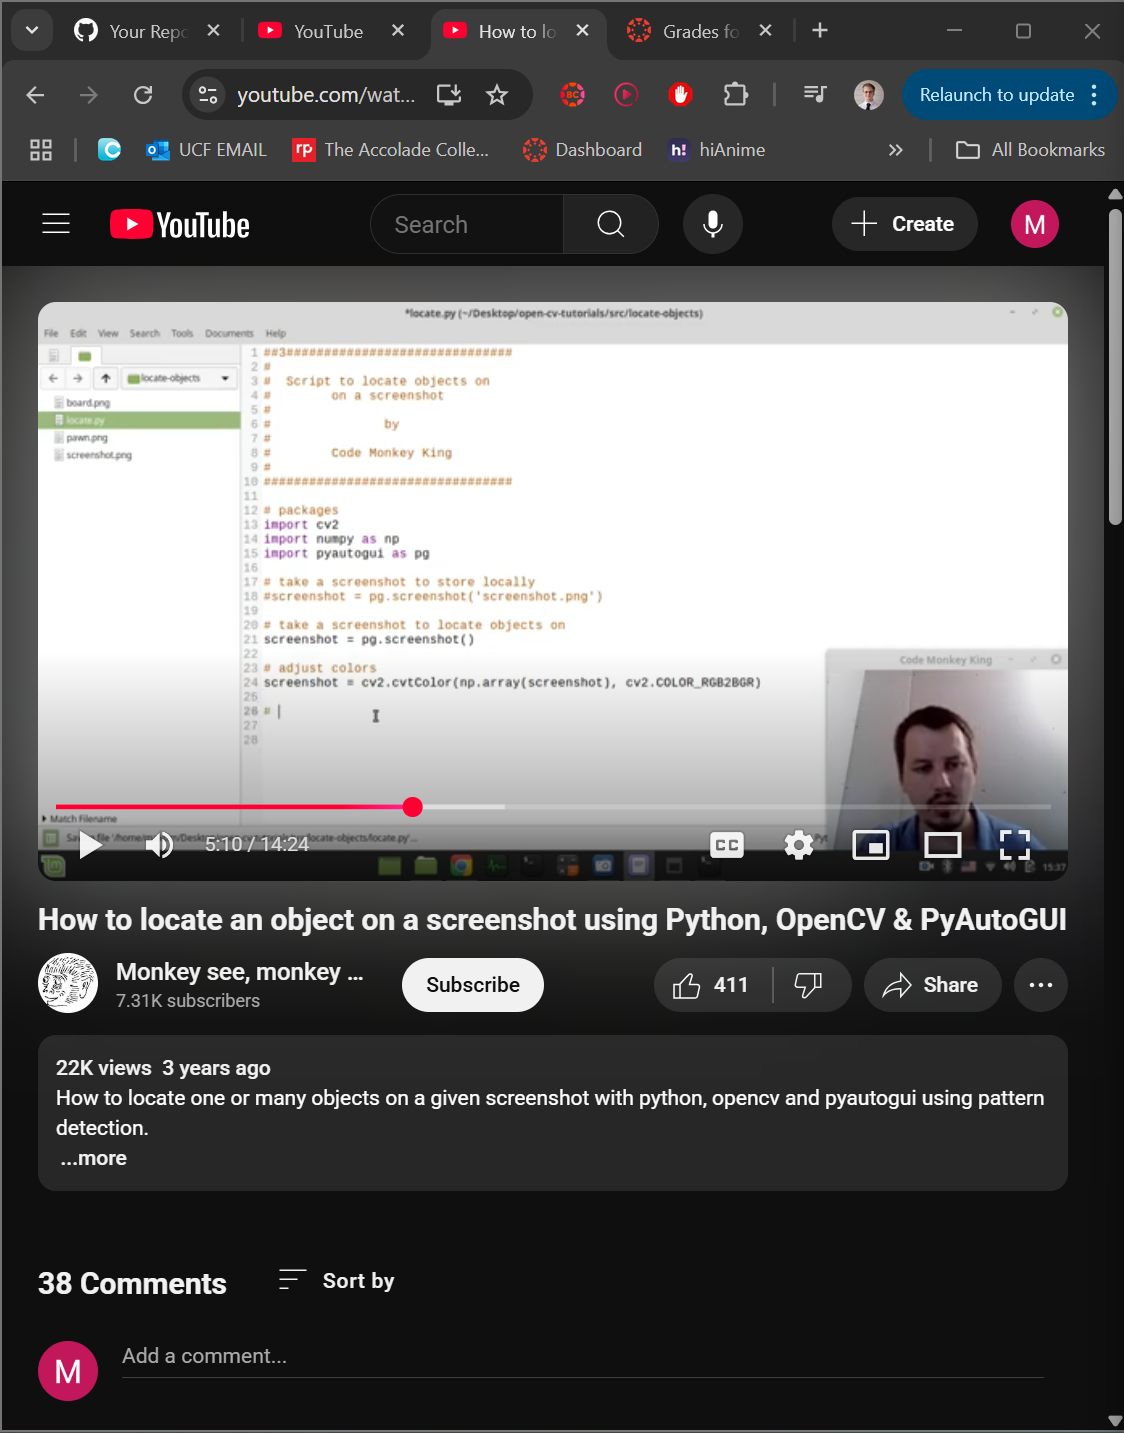 Your Repo
YouTube
How to lo
Grades fo
youtube.com/wat...
BC
Relaunch to update
UCF EMAIL
rp
The Accolade Colle...
Dashboard
h!
hiAnime
All Bookmarks
YouTube
Search
Create
M
*locate.py (~/Desktop/open-cv-tutorials/src/locate-objects)
File Edit View Search Tools Documents Help
locate-objects
board.png
locate.py
pawn.png
screenshot.png
1 ##3##############################
2 #
3 # Script to locate objects on
4 # on a screenshot
5 #
6 # by
7 #
8 # Code Monkey King
9 #
10 #################################
11
12 # packages
13 import cv2
14 import numpy as np
15 import pyautogui as pg
16
17 # take a screenshot to store locally
18 #screenshot = pg.screenshot('screenshot.png')
19
20 # take a screenshot to locate objects on
21 screenshot = pg.screenshot()
22
23 # adjust colors
24 screenshot = cv2.cvtColor(np.array(screenshot), cv2.COLOR_RGB2BGR)
25
26 #
27
28
Code Monkey King
Match Filename
5:10 / 14:24
CC
Pyt
15:37
How to locate an object on a screenshot using Python, OpenCV & PyAutoGUI
Monkey see, monkey ...
7.31K subscribers
Subscribe
411
Share
22K views 3 years ago
How to locate one or many objects on a given screenshot with python, opencv and pyautogui using pattern
detection.
...more
38 Comments
Sort by
M
Add a comment...